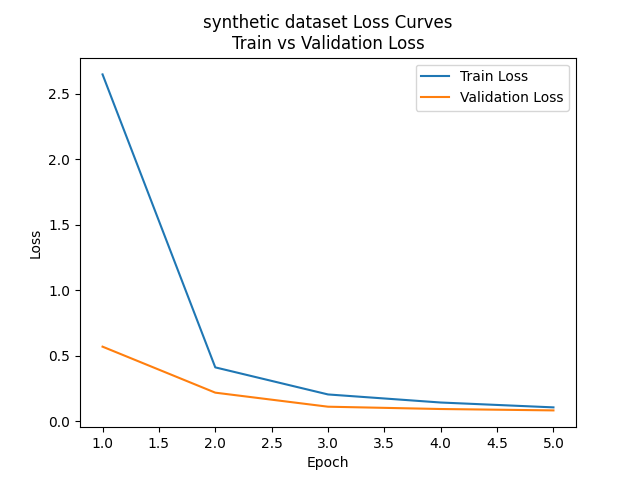 synthetic dataset Loss Curves
Train vs Validation Loss
Train Loss
Validation Loss
Loss
2.5
2.0
1.5
1.0
0.5
0.0
1.0 1.5 2.0 2.5 3.0 3.5 4.0 4.5 5.0
Epoch